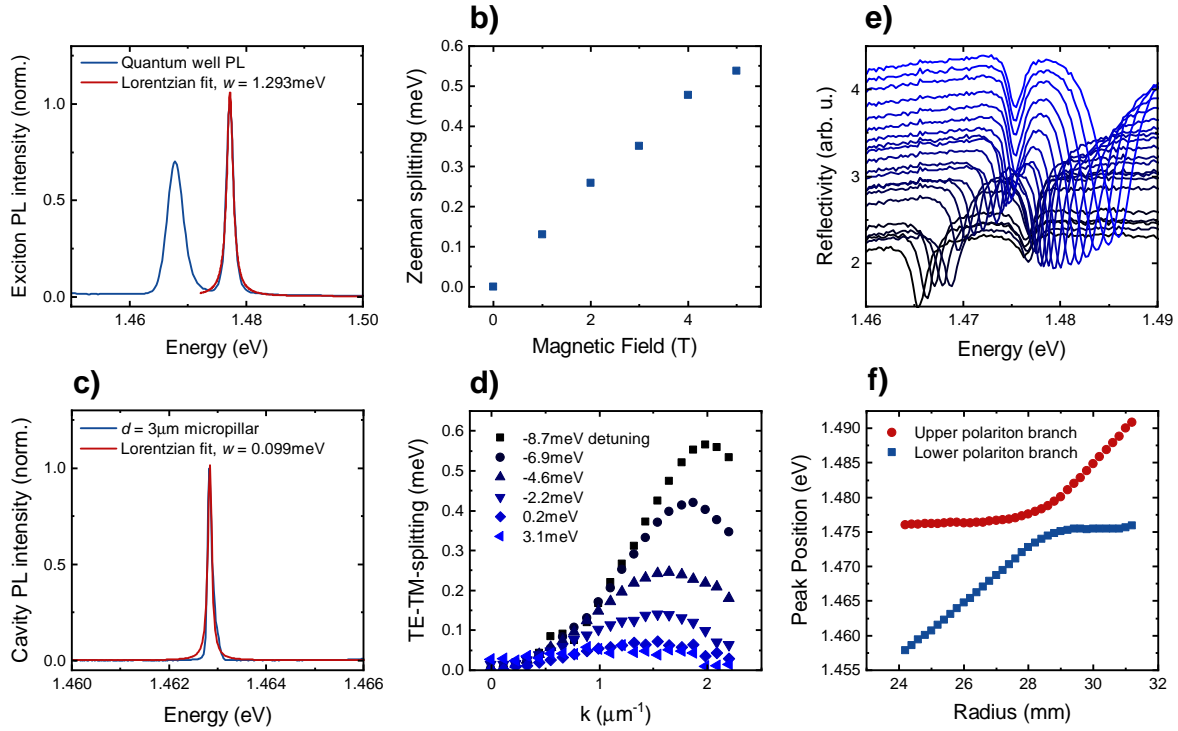 b)
e)
Quantum well PL
Lorentzian fit, w = 1.293meV
1.0
0.5
0.0
1.46
1.48
1.50
Exciton PL intensity (norm.)
Energy (eV)
0.6
0.5
0.4
0.3
0.2
0.1
0.0
0
2
4
Zeeman splitting (meV)
Magnetic Field (T)
4
3
2
1.46
1.47
1.48
1.49
Reflectivity (arb. u.)
Energy (eV)
c)
d)
f)
d = 3μm micropillar
Lorentzian fit, w = 0.099meV
1.0
0.5
0.0
1.460
1.462
1.464
1.466
Cavity PL intensity (norm.)
Energy (eV)
-8.7meV detuning
-6.9meV
-4.6meV
-2.2meV
0.2meV
3.1meV
0.6
0.5
0.4
0.3
0.2
0.1
0.0
0
1
2
TE-TM-splitting (meV)
k (μm-1)
Upper polariton branch
Lower polariton branch
1.490
1.485
1.480
1.475
1.470
1.465
1.460
1.455
22
24
26
28
30
32
Peak Position (eV)
Radius (mm)